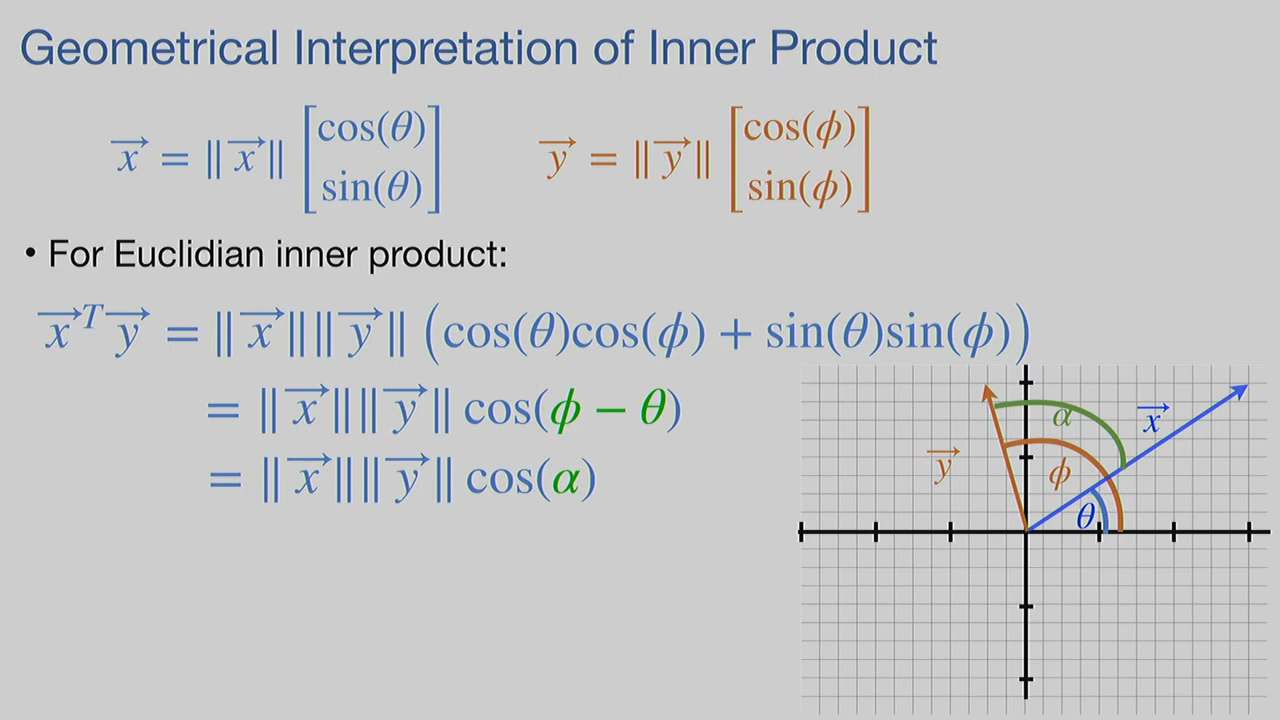 Geometrical Interpretation of Inner Product
x⃗ = ‖x⃗‖ [cos(θ) sin(θ)] y⃗ = ‖y⃗‖ [cos(ϕ) sin(ϕ)]
• For Euclidian inner product:
x⃗ᵀy⃗ = ‖x⃗‖‖y⃗‖ (cos(θ)cos(ϕ) + sin(θ)sin(ϕ))
= ‖x⃗‖‖y⃗‖ cos(ϕ − θ)
= ‖x⃗‖‖y⃗‖ cos(α)
α
x⃗
y⃗
ϕ
θ